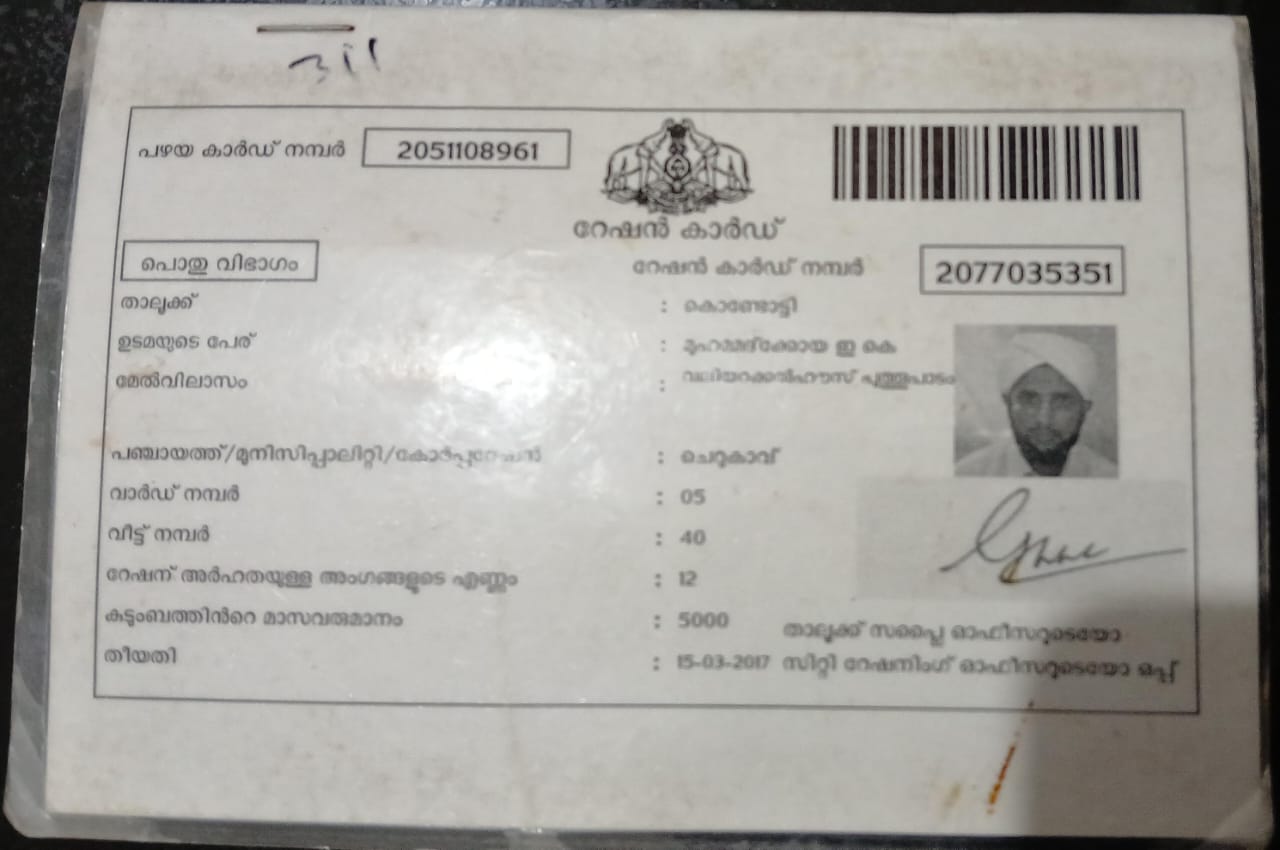 പഴയ കാർഡ് നമ്പർ 2051108961
റേഷൻ കാർഡ്
പൊതു വിഭാഗം
റേഷൻ കാർഡ് നമ്പർ 2077035351
താലൂക്ക് : കൊണ്ടോട്ടി
ഉടമയുടെ പേര് : മുഹമ്മദ്ക്കോയ ഇ കെ
മേൽവിലാസം : വലിയറക്കൽഹൗസ് പുത്തുപാടം
പഞ്ചായത്ത്/മുനിസിപ്പാലിറ്റി/കോർപ്പറേഷൻ : ചെറുകാവ്
വാർഡ് നമ്പർ : 05
വീട്ട് നമ്പർ : 40
റേഷന് അർഹതയുള്ള അംഗങ്ങളുടെ എണ്ണം : 12
കുടുംബത്തിൻറെ മാസവരുമാനം : 5000
തീയതി : 15-03-2017
താലൂക്ക് സപ്ലൈ ഓഫീസറുടെയോ
സിറ്റി റേഷനിംഗ് ഓഫീസറുടെയോ ഒപ്പ്